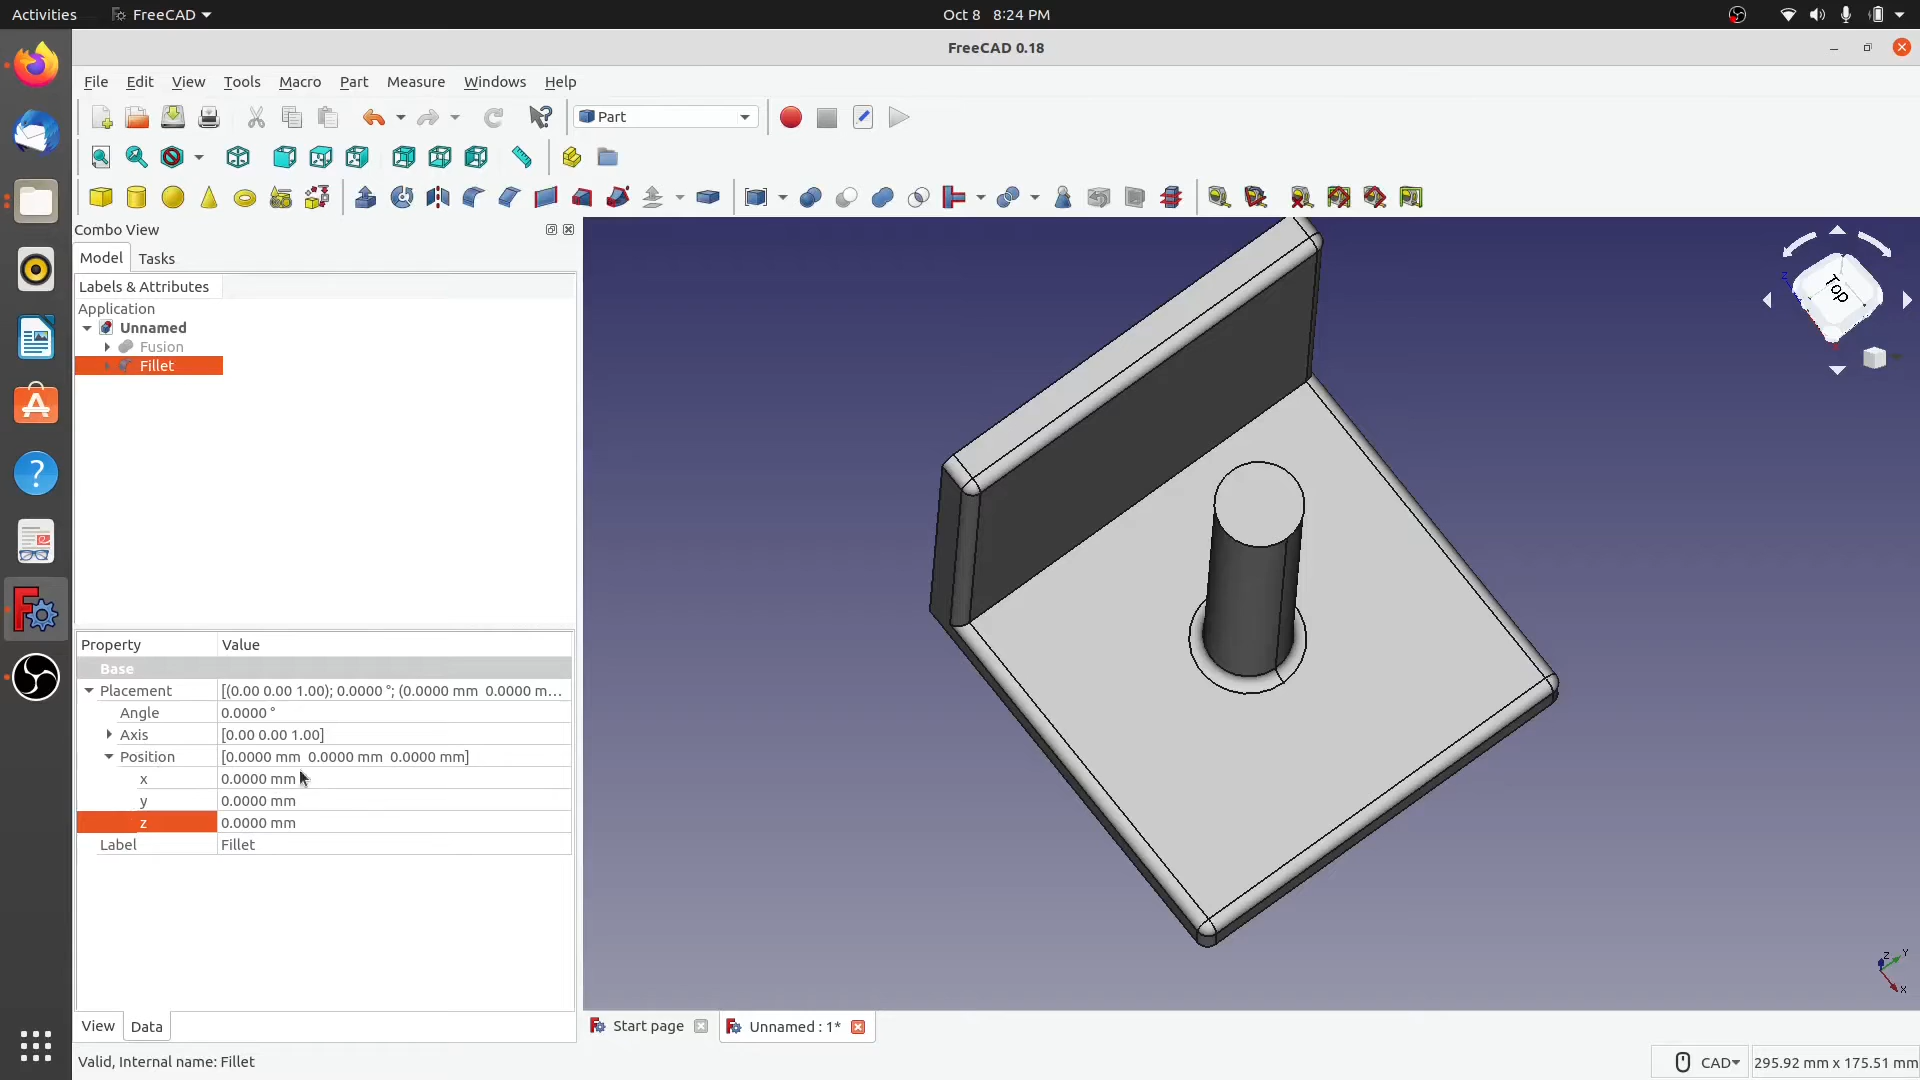 Activities FreeCAD Oct 8 8:24 PM
FreeCAD 0.18
File Edit View Tools Macro Part Measure Windows Help
Part
Combo View
Model Tasks
Labels & Attributes
Application
Unnamed
Fusion
Fillet
Top
Z
Property Value
Base
Placement [(0.00 0.00 1.00); 0.0000 °; (0.0000 mm 0.0000 m...
Angle 0.0000 °
Axis [0.00 0.00 1.00]
Position [0.0000 mm 0.0000 mm 0.0000 mm]
x 0.0000 mm
y 0.0000 mm
z 0.0000 mm
Label Fillet
Z Y
X
View Data
Start page Unnamed : 1*
Valid, Internal name: Fillet CAD 295.92 mm x 175.51 mm